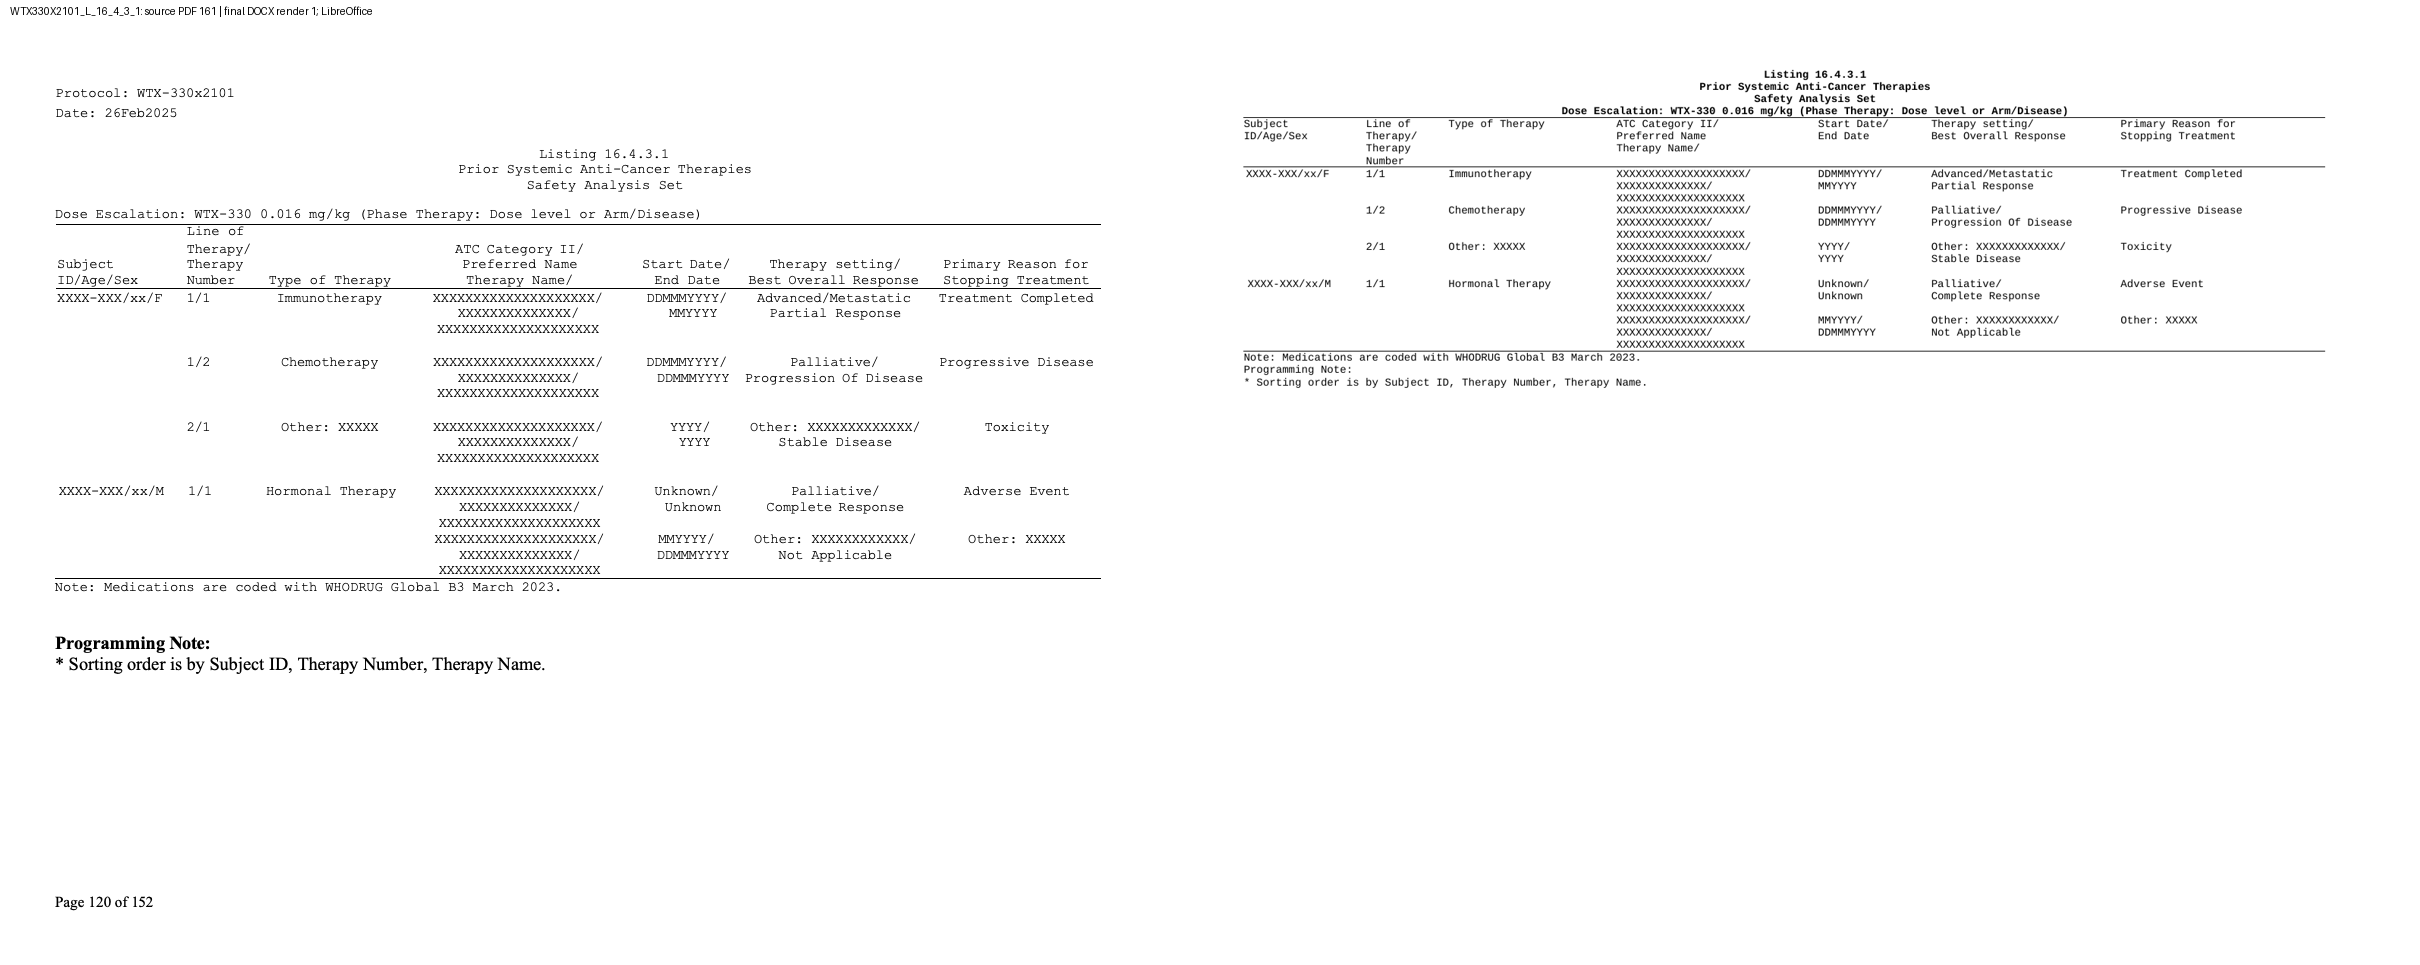 WTX330X2101_L_16_4_3_1: source PDF 161 | final DOCX render 1; LibreOffice
Protocol: WTX-330x2101
Date: 26Feb2025
Listing 16.4.3.1
Prior Systemic Anti-Cancer Therapies
Safety Analysis Set
Dose Escalation: WTX-330 0.016 mg/kg (Phase Therapy: Dose level or Arm/Disease)
Line of
Therapy/ ATC Category II/
Subject Therapy Preferred Name Start Date/ Therapy setting/ Primary Reason for
ID/Age/Sex Number Type of Therapy Therapy Name/ End Date Best Overall Response Stopping Treatment
XXXX-XXX/xx/F 1/1 Immunotherapy XXXXXXXXXXXXXXXXXXXX/ DDMMMYYYY/ Advanced/Metastatic Treatment Completed
XXXXXXXXXXXXXX/ MMYYYY Partial Response
XXXXXXXXXXXXXXXXXXXX
1/2 Chemotherapy XXXXXXXXXXXXXXXXXXXX/ DDMMMYYYY/ Palliative/ Progressive Disease
XXXXXXXXXXXXXX/ DDMMMYYYY Progression Of Disease
XXXXXXXXXXXXXXXXXXXX
2/1 Other: XXXXX XXXXXXXXXXXXXXXXXXXX/ YYYY/ Other: XXXXXXXXXXXXX/ Toxicity
XXXXXXXXXXXXXX/ YYYY Stable Disease
XXXXXXXXXXXXXXXXXXXX
XXXX-XXX/xx/M 1/1 Hormonal Therapy XXXXXXXXXXXXXXXXXXXX/ Unknown/ Palliative/ Adverse Event
XXXXXXXXXXXXXX/ Unknown Complete Response
XXXXXXXXXXXXXXXXXXXX
XXXXXXXXXXXXXXXXXXXX/ MMYYYY/ Other: XXXXXXXXXXXX/ Other: XXXXX
XXXXXXXXXXXXXX/ DDMMMYYYY Not Applicable
XXXXXXXXXXXXXXXXXXXX
Note: Medications are coded with WHODRUG Global B3 March 2023.
Programming Note:
* Sorting order is by Subject ID, Therapy Number, Therapy Name.
Page 120 of 152
Listing 16.4.3.1
Prior Systemic Anti-Cancer Therapies
Safety Analysis Set
Dose Escalation: WTX-330 0.016 mg/kg (Phase Therapy: Dose level or Arm/Disease)
Subject Line of Type of Therapy ATC Category II/ Start Date/ Therapy setting/ Primary Reason for
ID/Age/Sex Therapy/ Preferred Name End Date Best Overall Response Stopping Treatment
Therapy Therapy Name/
Number
XXXX-XXX/xx/F 1/1 Immunotherapy XXXXXXXXXXXXXXXXXXXX/ DDMMMYYYY/ Advanced/Metastatic Treatment Completed
XXXXXXXXXXXXXX/ MMYYYY Partial Response
XXXXXXXXXXXXXXXXXXXX
1/2 Chemotherapy XXXXXXXXXXXXXXXXXXXX/ DDMMMYYYY/ Palliative/ Progressive Disease
XXXXXXXXXXXXXX/ DDMMMYYYY Progression Of Disease
XXXXXXXXXXXXXXXXXXXX
2/1 Other: XXXXX XXXXXXXXXXXXXXXXXXXX/ YYYY/ Other: XXXXXXXXXXXXX/ Toxicity
XXXXXXXXXXXXXX/ YYYY Stable Disease
XXXXXXXXXXXXXXXXXXXX
XXXX-XXX/xx/M 1/1 Hormonal Therapy XXXXXXXXXXXXXXXXXXXX/ Unknown/ Palliative/ Adverse Event
XXXXXXXXXXXXXX/ Unknown Complete Response
XXXXXXXXXXXXXXXXXXXX
XXXXXXXXXXXXXXXXXXXX/ MMYYYY/ Other: XXXXXXXXXXXX/ Other: XXXXX
XXXXXXXXXXXXXX/ DDMMMYYYY Not Applicable
XXXXXXXXXXXXXXXXXXXX
Note: Medications are coded with WHODRUG Global B3 March 2023.
Programming Note:
* Sorting order is by Subject ID, Therapy Number, Therapy Name.